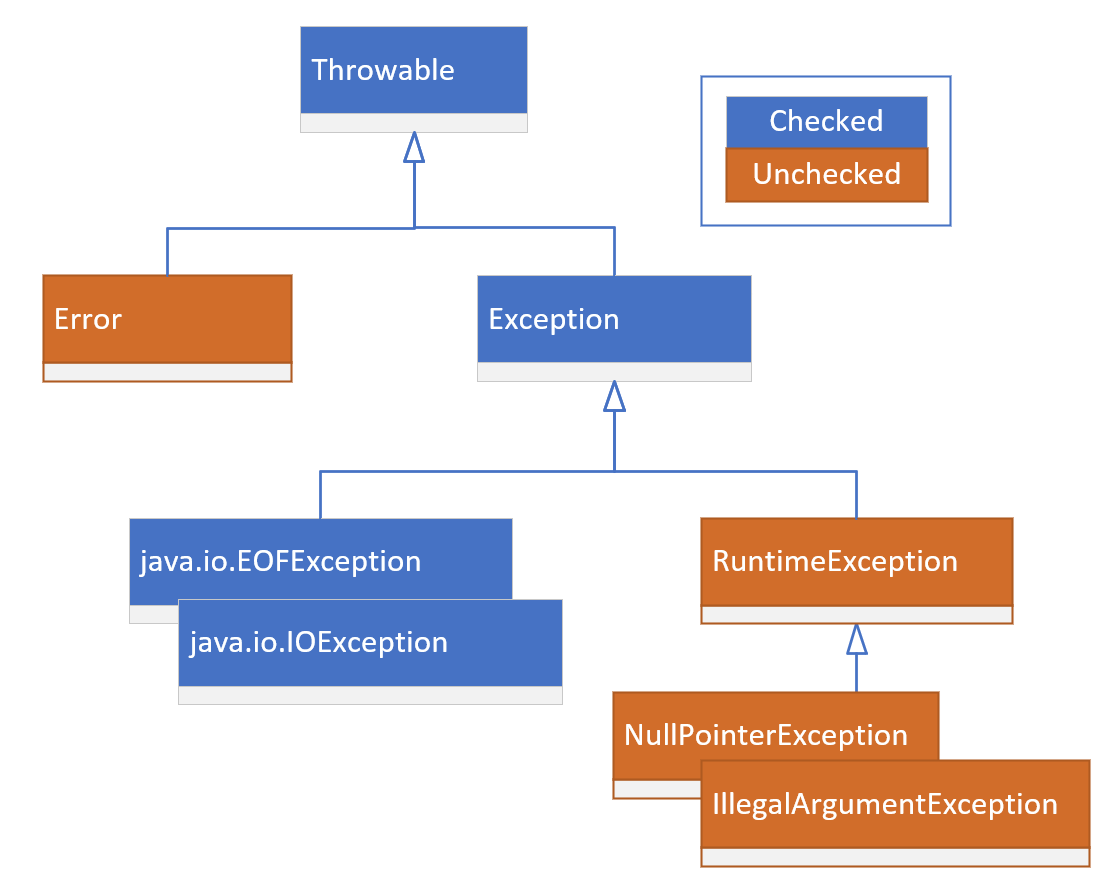 Throwable
Checked
Unchecked
Error
Exception
java.io.EOFException
RuntimeException
java.io.IOException
NullPointerException
IllegalArgumentException